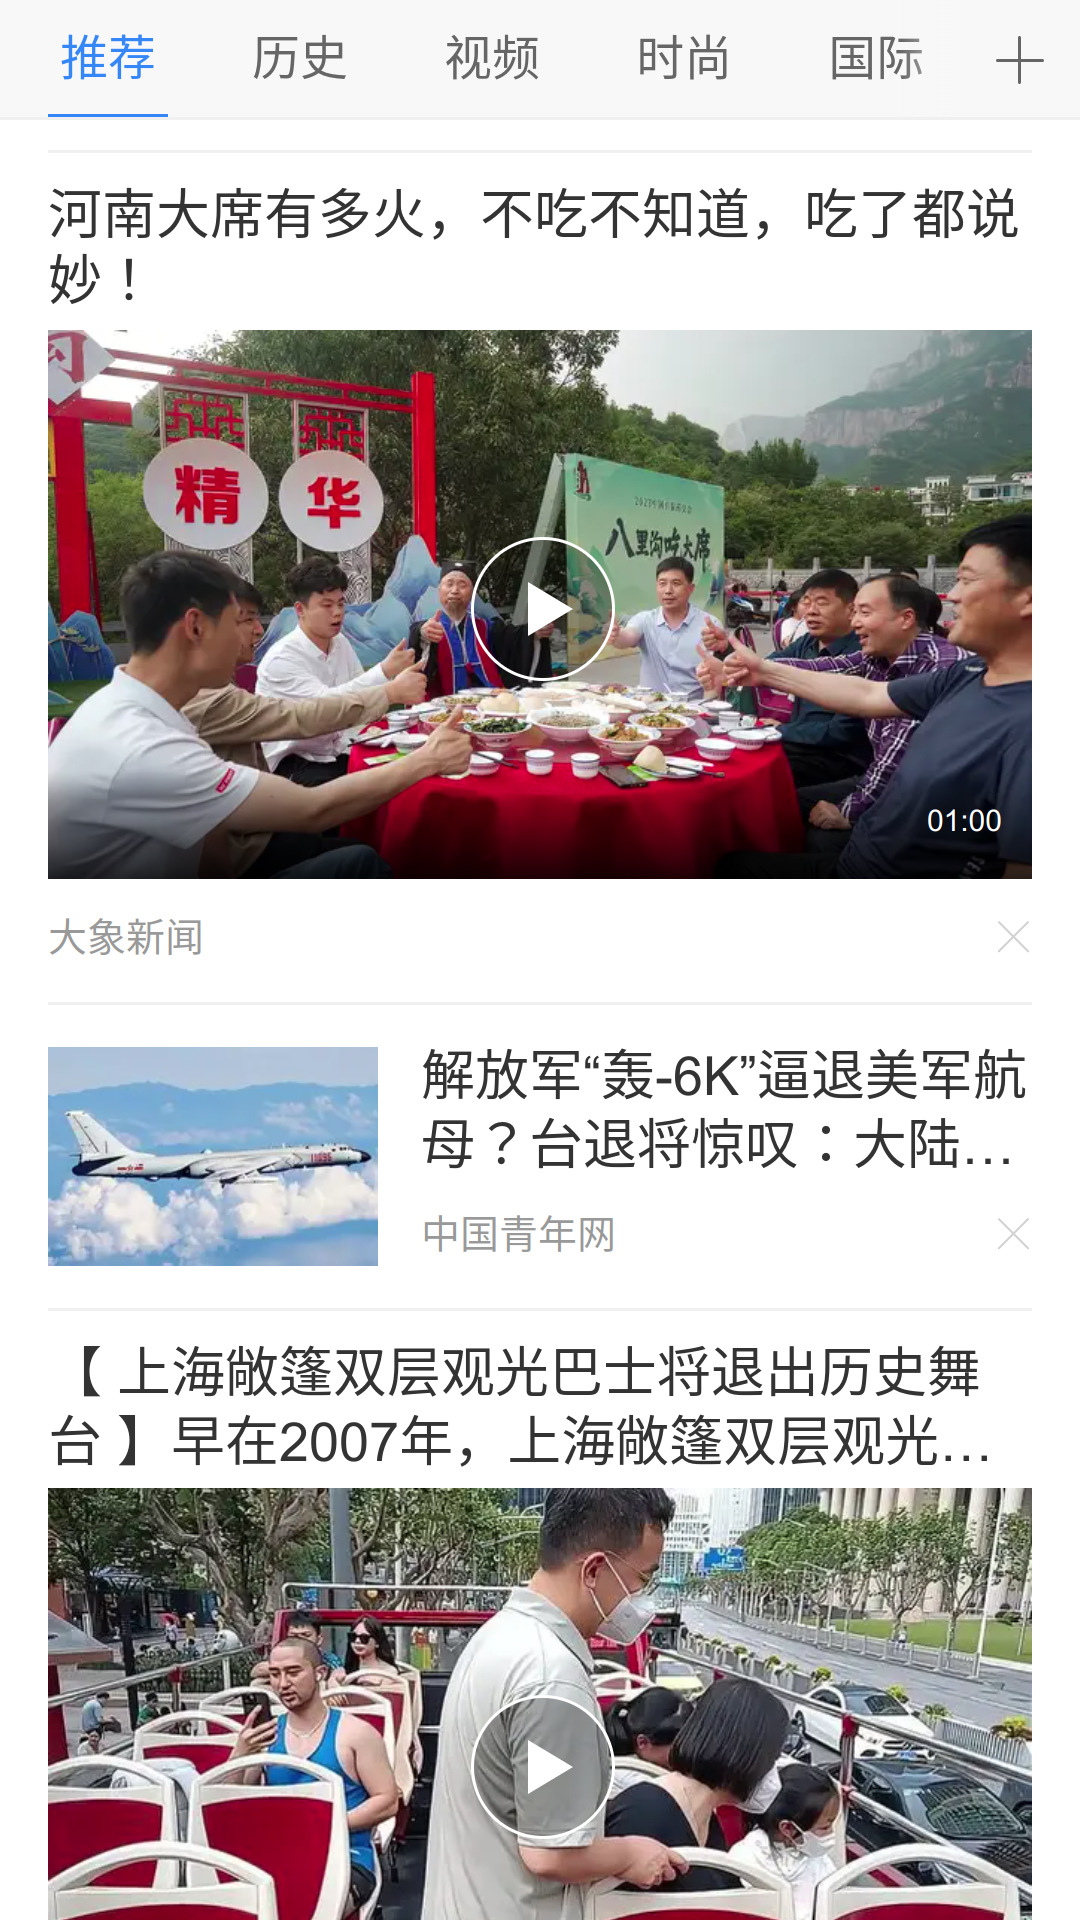 推荐 历史 视频 时尚 国际
河南大席有多火，不吃不知道，吃了都说
妙！
精 华
八里沟吃大席
01:00
大象新闻
解放军“轰-6K”逼退美军航
母？台退将惊叹：大陆…
中国青年网
【 上海敞篷双层观光巴士将退出历史舞
台 】早在2007年，上海敞篷双层观光…